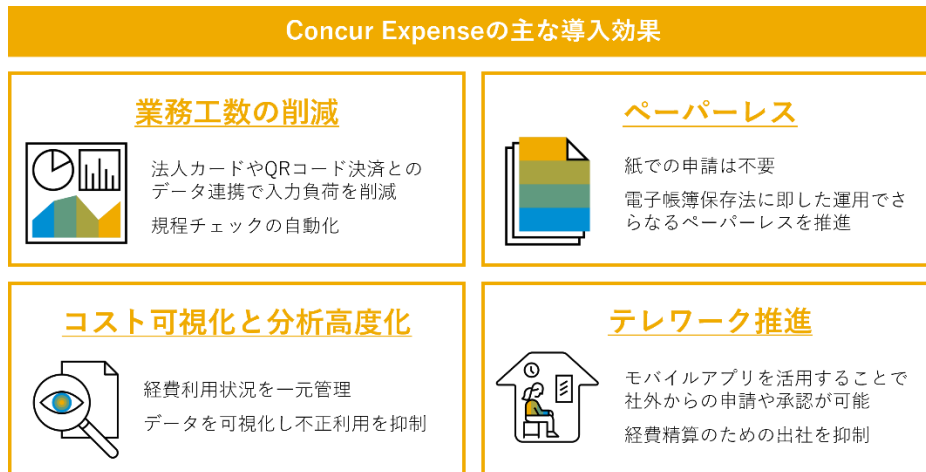 Concur Expenseの主な導入効果
業務工数の削減
法人カードやQRコード決済との
データ連携で入力負荷を削減
規程チェックの自動化
ペーパーレス
紙での申請は不要
電子帳簿保存法に即した運用でさ
らなるペーパーレスを推進
コスト可視化と分析高度化
経費利用状況を一元管理
データを可視化し不正利用を抑制
テレワーク推進
モバイルアプリを活用することで
社外からの申請や承認が可能
経費精算のための出社を抑制